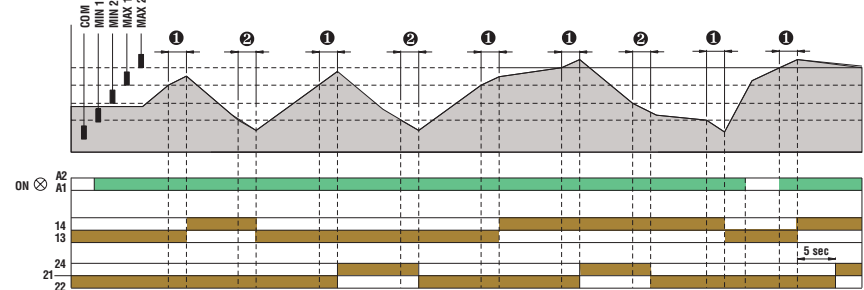 COM
MIN 1
MIN 2
MAX 1
MAX 2
❶ ❷ ❶ ❷ ❶ ❶ ❷ ❶ ❶
ON A2
A1
14
13
5 sec
24
21
22